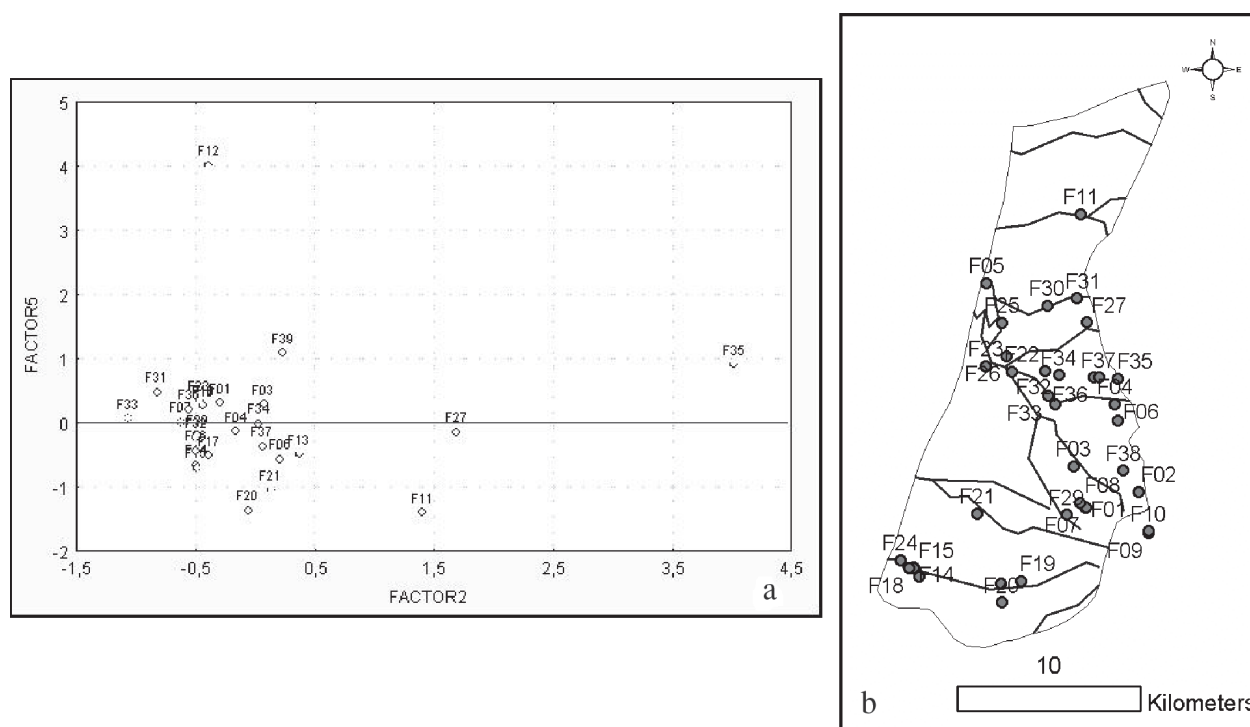 5
4
3
2
1
0
-1
-2
FACTOR5
-1,5
-0,5
0,5
1,5
2,5
3,5
4,5
FACTOR2
a
F12
F39
F35
F31
F33
F01
F03
F07
F04
F34
F27
F37
F17
F06
F13
F21
F20
F11
N
W
E
S
F11
F05
F30
F31
F25
F27
F23
F22
F34
F37
F35
F26
F32
F04
F36
F33
F06
F03
F38
F08
F02
F21
F29
F01
F10
F07
F09
F24
F15
F19
F18
F14
F20
10
b
Kilometers